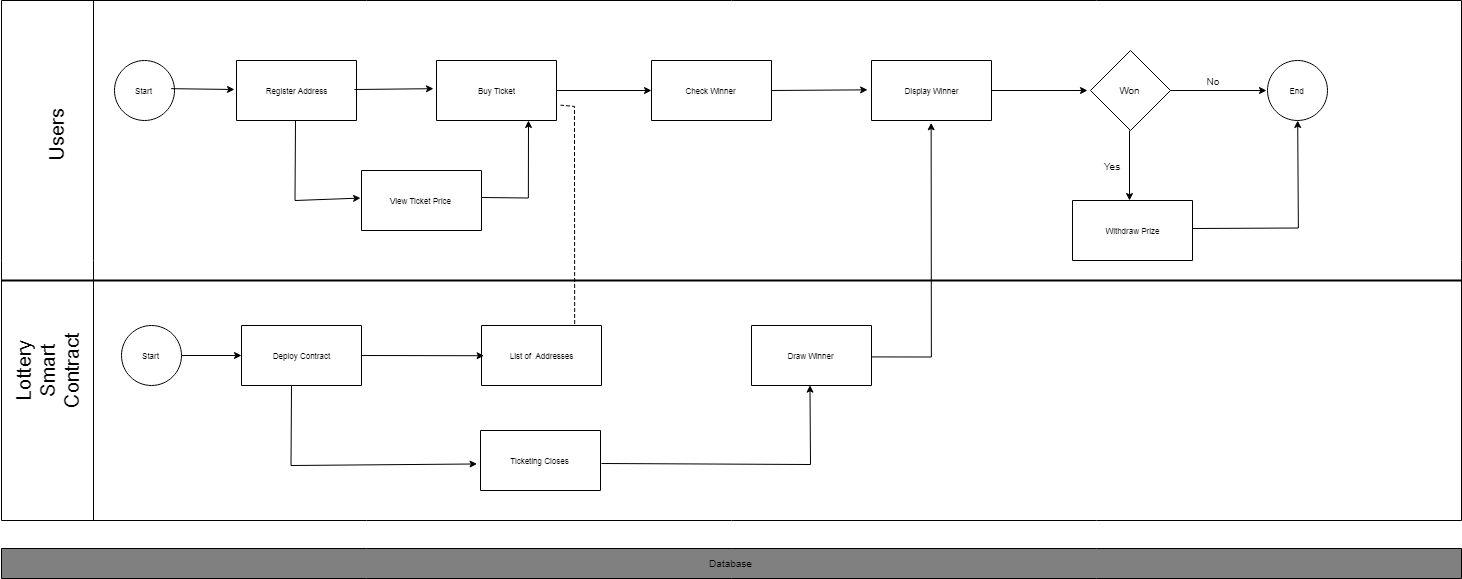 Users
Start
Register Address
Buy Ticket
Check Winner
Display Winner
Won
No
End
View Ticket Price
Yes
Withdraw Prize
Lottery
Smart
Contract
Start
Deploy Contract
List of Addresses
Draw Winner
Ticketing Closes
Database